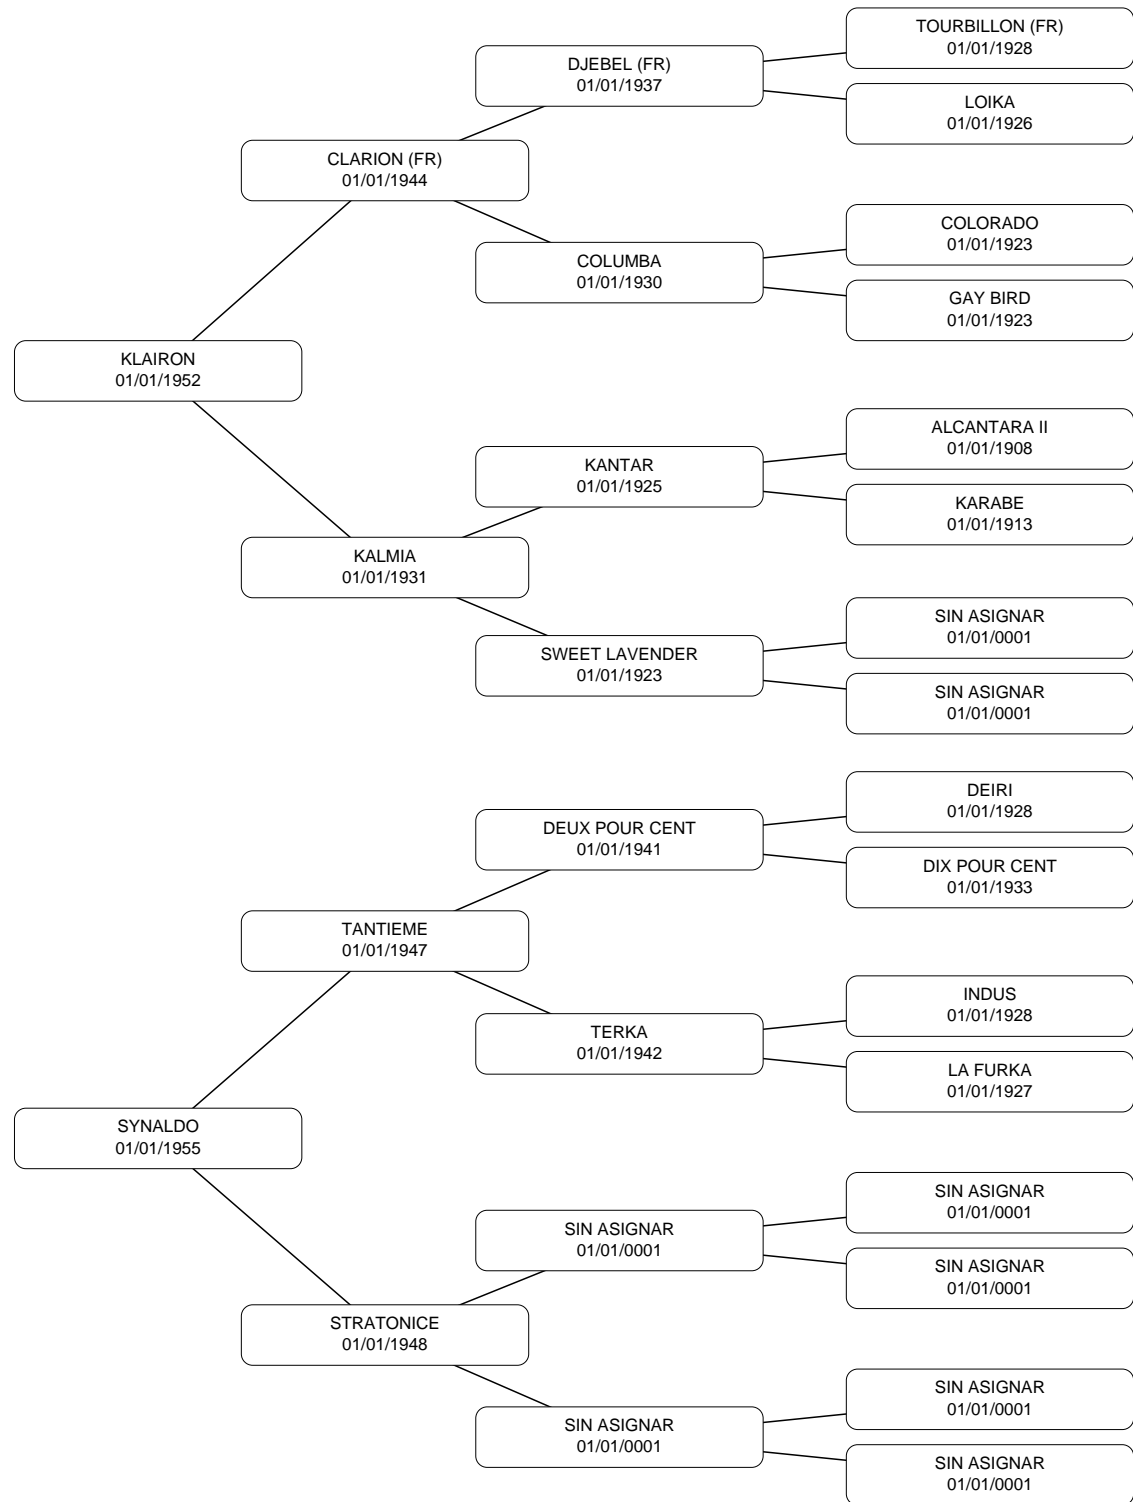 TOURBILLON (FR)
01/01/1928
DJEBEL (FR)
01/01/1937
LOIKA
01/01/1926
CLARION (FR)
01/01/1944
COLORADO
01/01/1923
COLUMBA
01/01/1930
GAY BIRD
01/01/1923
KLAIRON
01/01/1952
ALCANTARA II
01/01/1908
KANTAR
01/01/1925
KARABE
01/01/1913
KALMIA
01/01/1931
SIN ASIGNAR
01/01/0001
SWEET LAVENDER
01/01/1923
SIN ASIGNAR
01/01/0001
DEIRI
01/01/1928
DEUX POUR CENT
01/01/1941
DIX POUR CENT
01/01/1933
TANTIEME
01/01/1947
INDUS
01/01/1928
TERKA
01/01/1942
LA FURKA
01/01/1927
SYNALDO
01/01/1955
SIN ASIGNAR
01/01/0001
SIN ASIGNAR
01/01/0001
SIN ASIGNAR
01/01/0001
STRATONICE
01/01/1948
SIN ASIGNAR
01/01/0001
SIN ASIGNAR
01/01/0001
SIN ASIGNAR
01/01/0001